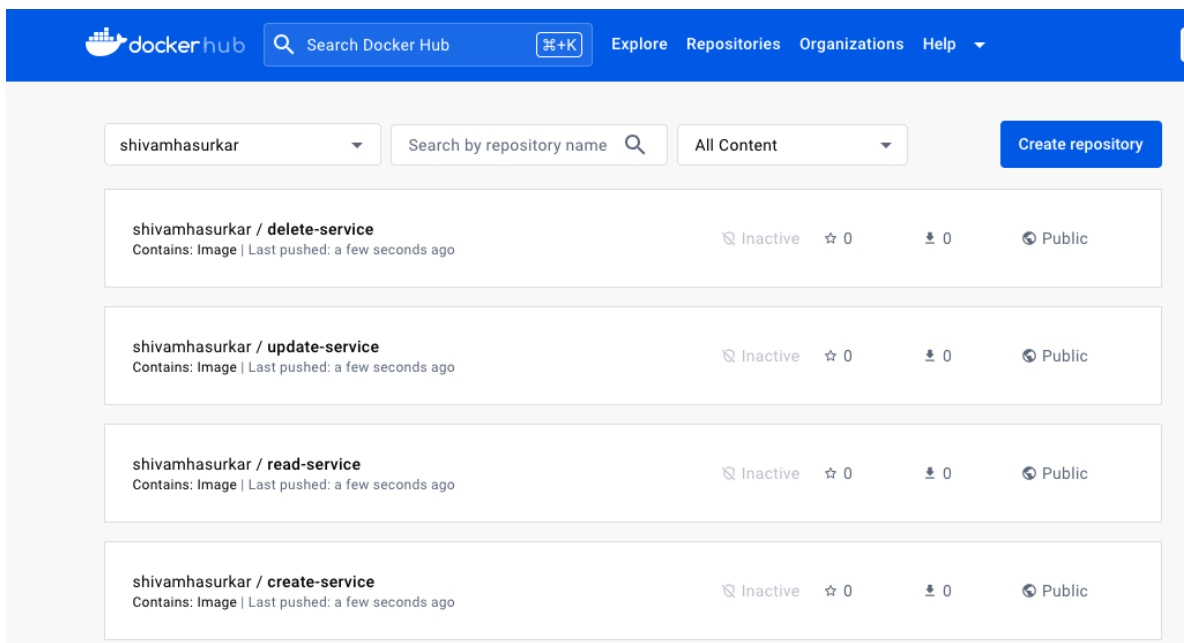 dockerhub Search Docker Hub ⌘+K Explore Repositories Organizations Help
shivamhasurkar Search by repository name All Content Create repository
shivamhasurkar / delete-service
Contains: Image | Last pushed: a few seconds ago
Inactive 0 0 Public
shivamhasurkar / update-service
Contains: Image | Last pushed: a few seconds ago
Inactive 0 0 Public
shivamhasurkar / read-service
Contains: Image | Last pushed: a few seconds ago
Inactive 0 0 Public
shivamhasurkar / create-service
Contains: Image | Last pushed: a few seconds ago
Inactive 0 0 Public